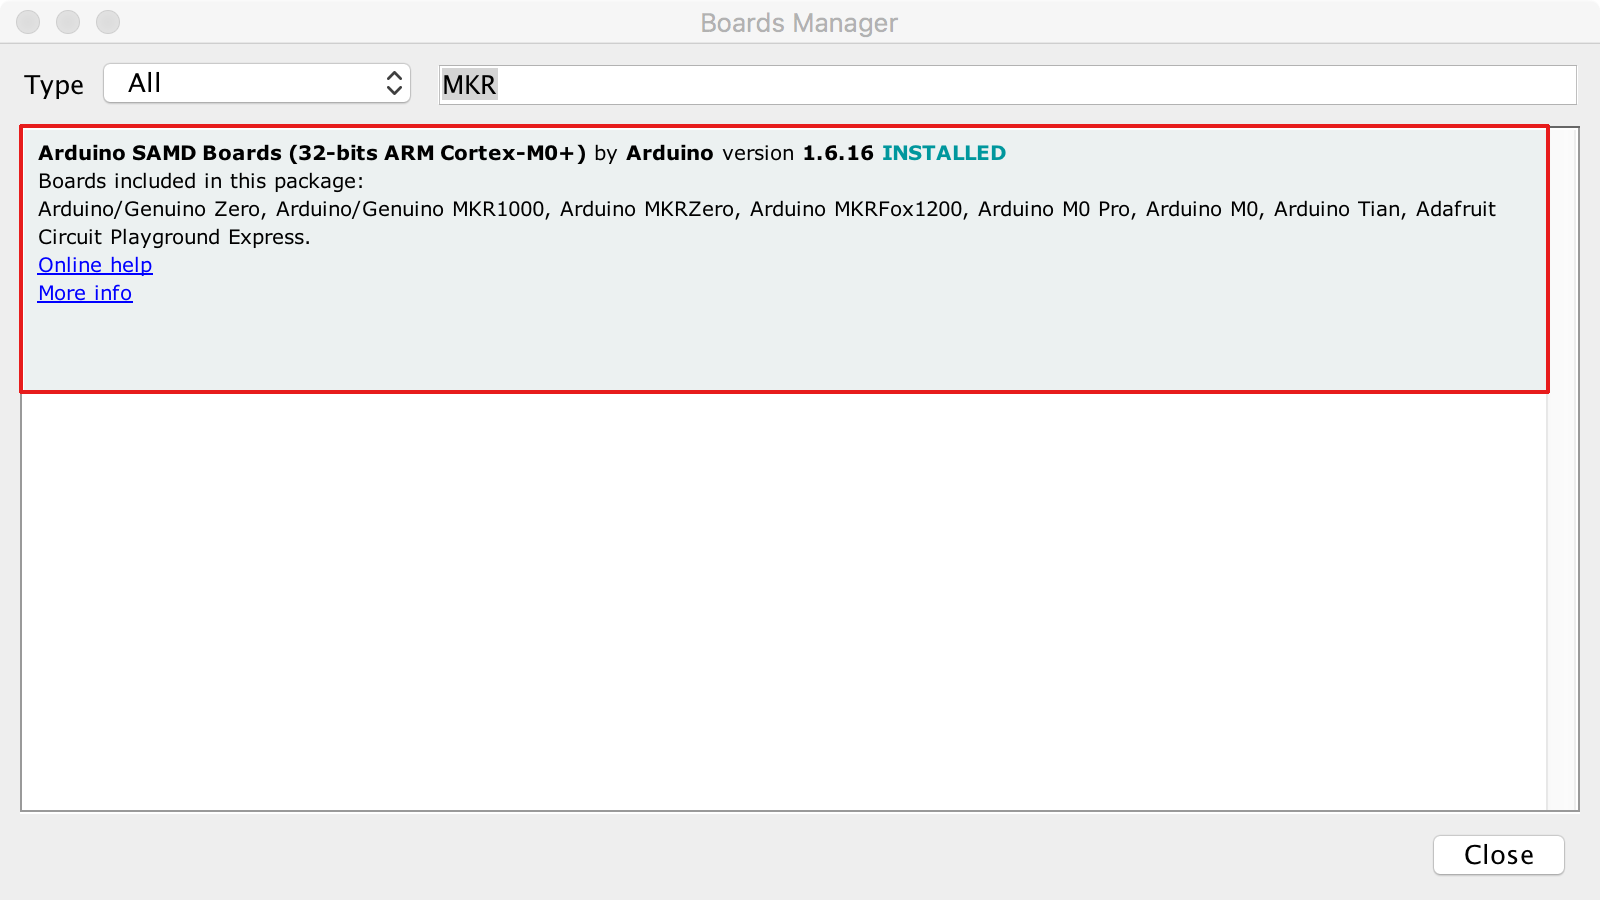 Boards Manager
Type All MKR
Arduino SAMD Boards (32-bits ARM Cortex-M0+) by Arduino version 1.6.16 INSTALLED
Boards included in this package:
Arduino/Genuino Zero, Arduino/Genuino MKR1000, Arduino MKRZero, Arduino MKRFox1200, Arduino M0 Pro, Arduino M0, Arduino Tian, Adafruit
Circuit Playground Express.
Online help
More info
Close